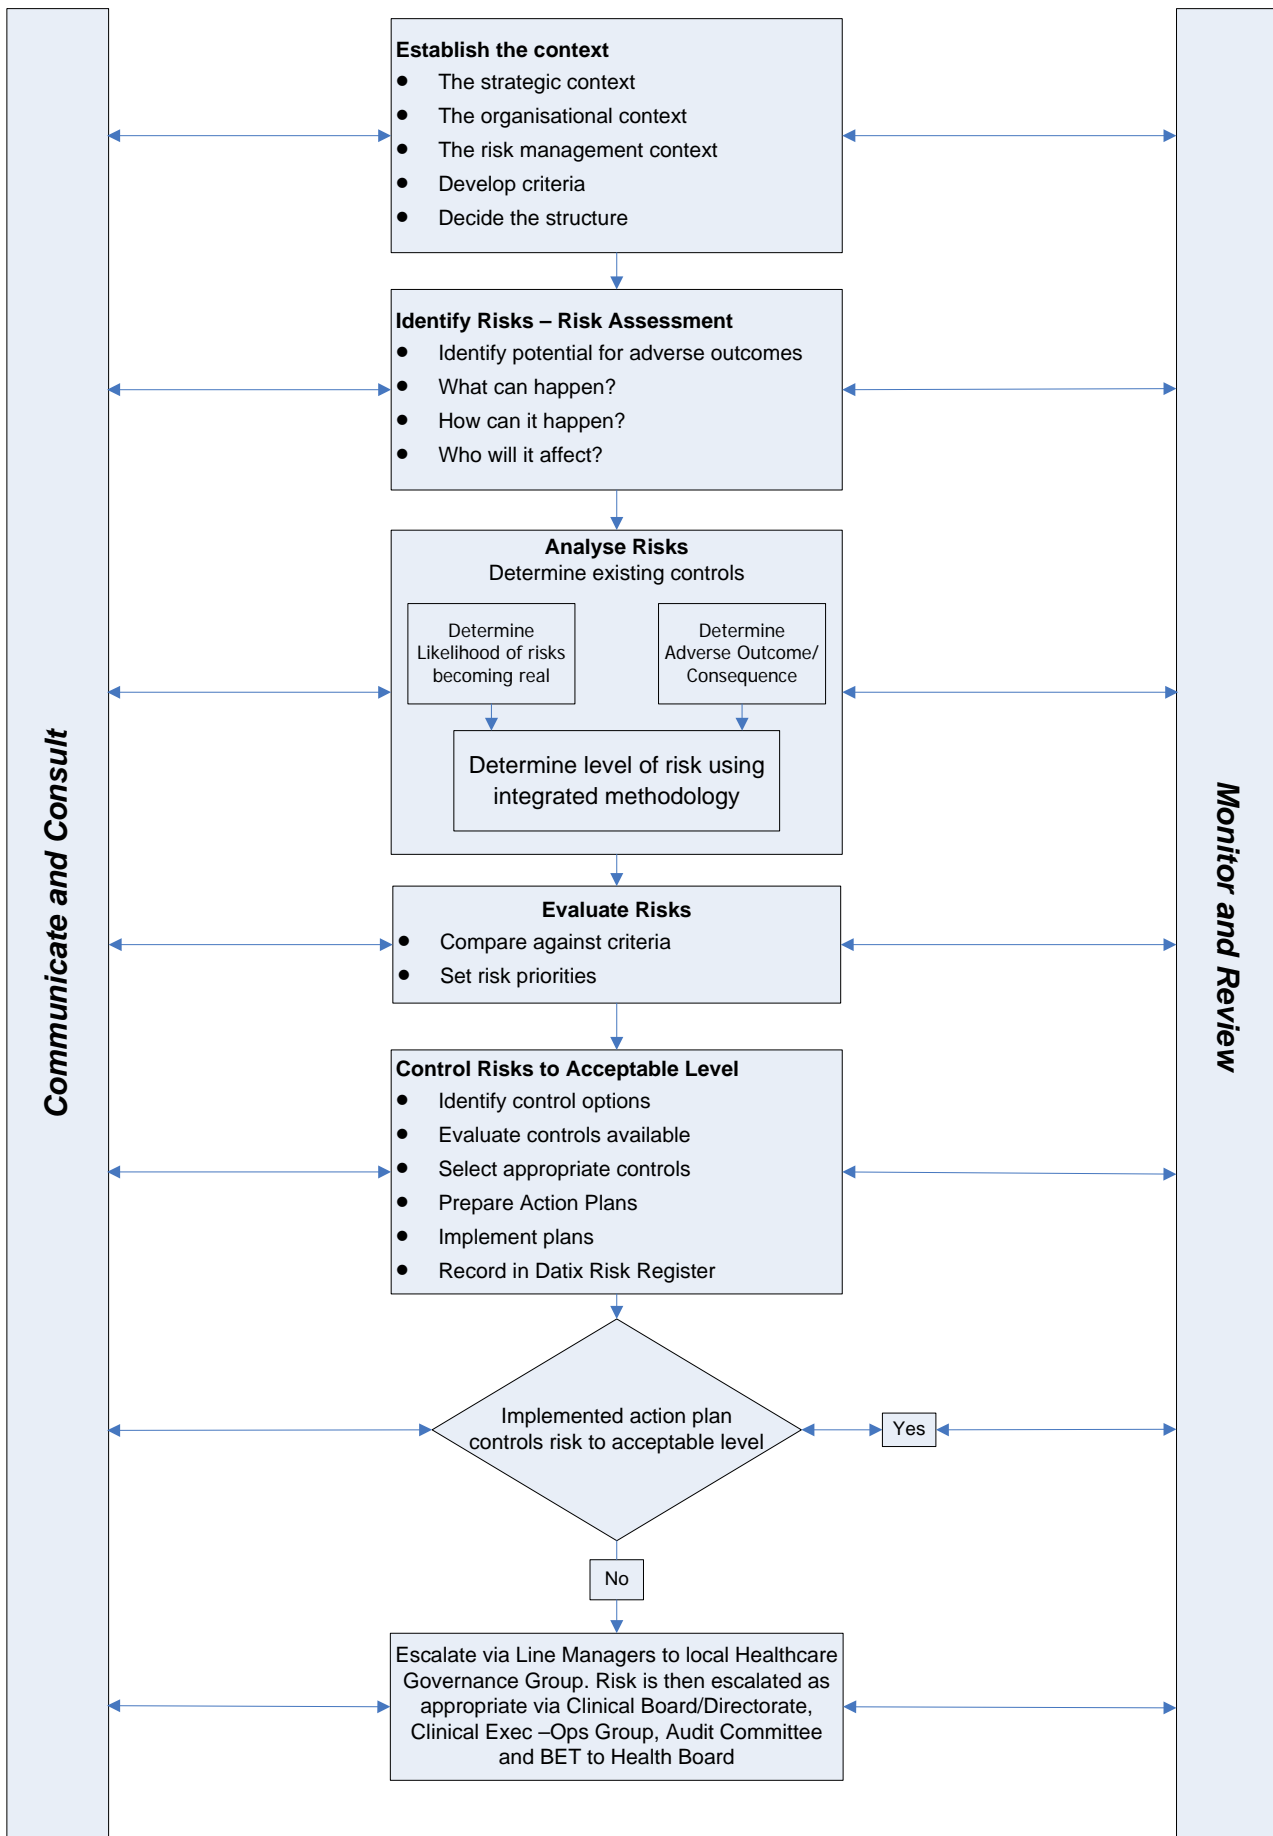 Communicate and Consult
Establish the context
● The strategic context
● The organisational context
● The risk management context
● Develop criteria
● Decide the structure
Identify Risks – Risk Assessment
● Identify potential for adverse outcomes
● What can happen?
● How can it happen?
● Who will it affect?
Analyse Risks
Determine existing controls
Determine
Likelihood of risks
becoming real
Determine
Adverse Outcome/
Consequence
Determine level of risk using
integrated methodology
Evaluate Risks
● Compare against criteria
● Set risk priorities
Control Risks to Acceptable Level
● Identify control options
● Evaluate controls available
● Select appropriate controls
● Prepare Action Plans
● Implement plans
● Record in Datix Risk Register
Implemented action plan
controls risk to acceptable level
Yes
No
Escalate via Line Managers to local Healthcare
Governance Group. Risk is then escalated as
appropriate via Clinical Board/Directorate,
Clinical Exec –Ops Group, Audit Committee
and BET to Health Board
Monitor and Review